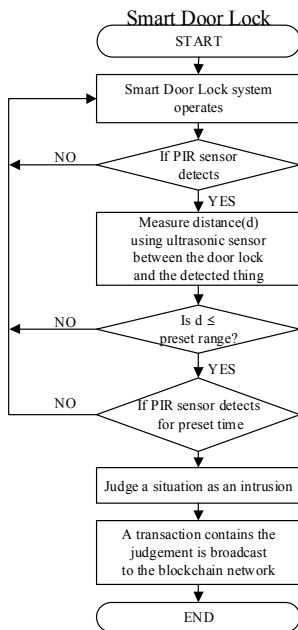 Smart Door Lock
START
Smart Door Lock system
operates
If PIR sensor
detects
NO
YES
Measure distance(d)
using ultrasonic sensor
between the door lock
and the detected thing
Is d ≤
preset range?
NO
YES
If PIR sensor detects
for preset time
NO
Judge a situation as an intrusion
A transaction contains the
judgement is broadcast
to the blockchain network
END